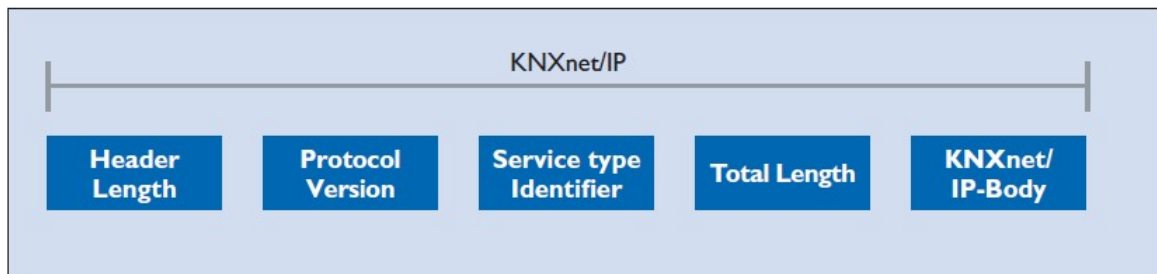 KNXnet/IP
Header
Length
Protocol
Version
Service type
Identifier
Total Length
KNXnet/
IP-Body